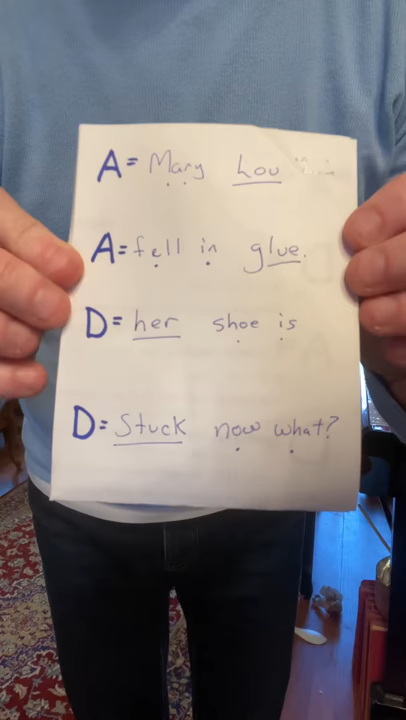 A= Mary Lou
A= fell in glue.
D= her shoe is
D= Stuck now what?